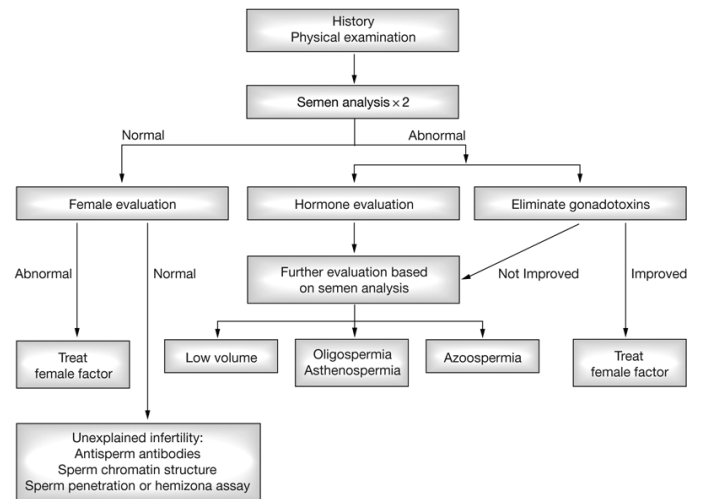 History
Physical examination
Semen analysis × 2
Normal
Abnormal
Female evaluation
Hormone evaluation
Eliminate gonadotoxins
Abnormal
Normal
Further evaluation based
on semen analysis
Not Improved
Improved
Treat
female factor
Low volume
Oligospermia
Asthenospermia
Azoospermia
Treat
female factor
Unexplained infertility:
Antisperm antibodies
Sperm chromatin structure
Sperm penetration or hemizona assay